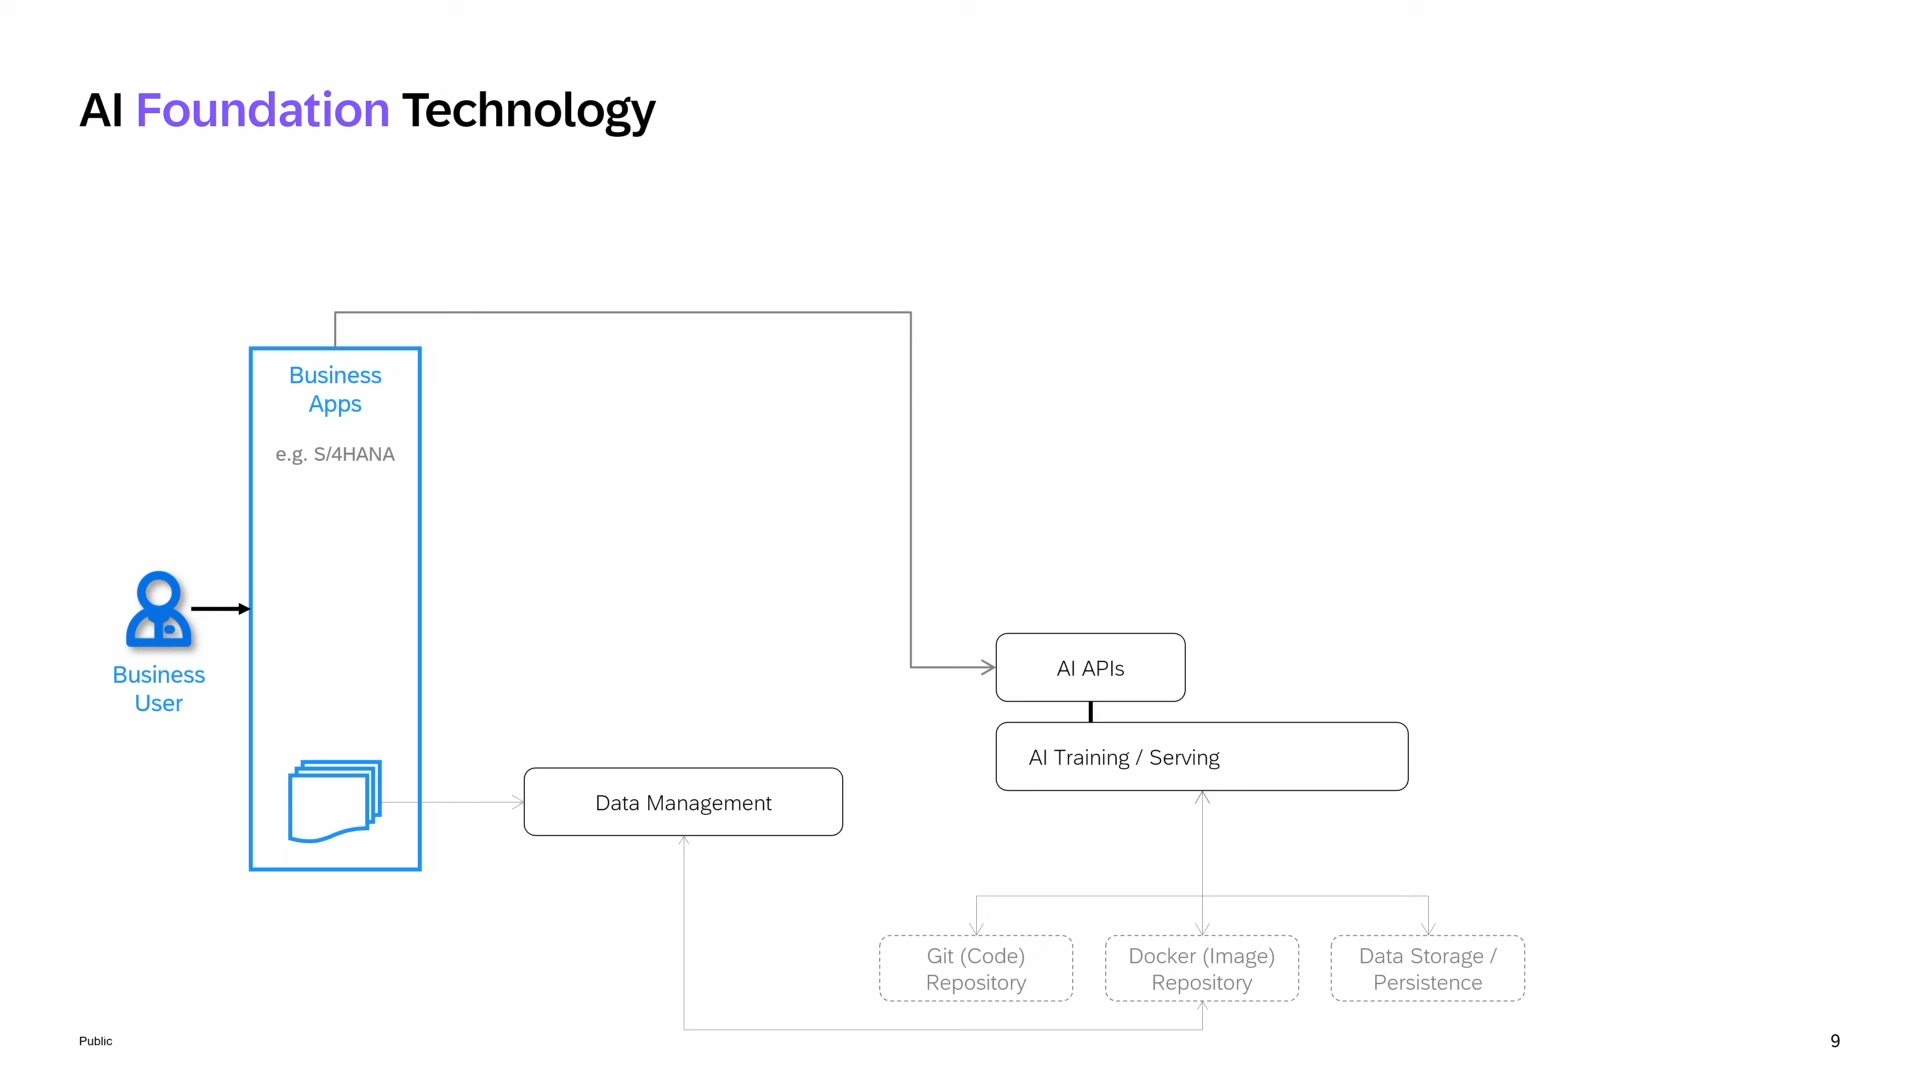 AI Foundation Technology
Business
Apps
e.g. S/4HANA
Business
User
AI APIs
AI Training / Serving
Data Management
Git (Code)
Repository
Docker (Image)
Repository
Data Storage /
Persistence
Public
9